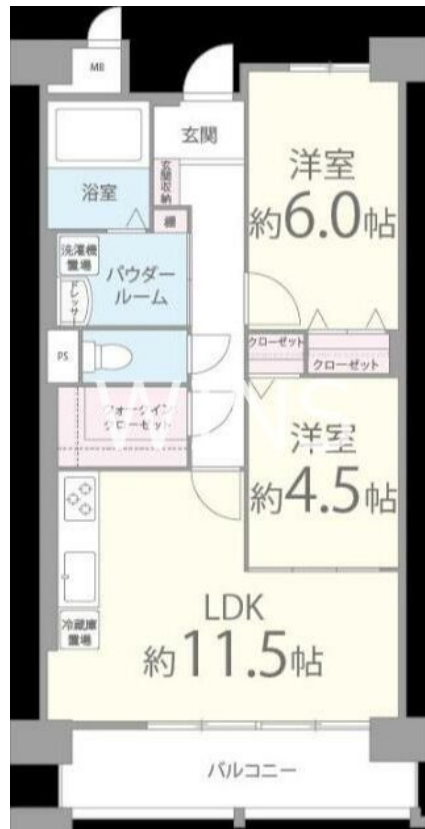 MB
玄関
浴室
玄関収納
棚
洋室
約6.0帖
洗濯機
置場
パウダー
ルーム
ドレッサー
PS
クローゼット
クローゼット
ウォークイン
クローゼット
WINS
洋室
約4.5帖
LDK
約11.5帖
冷蔵庫
置場
バルコニー